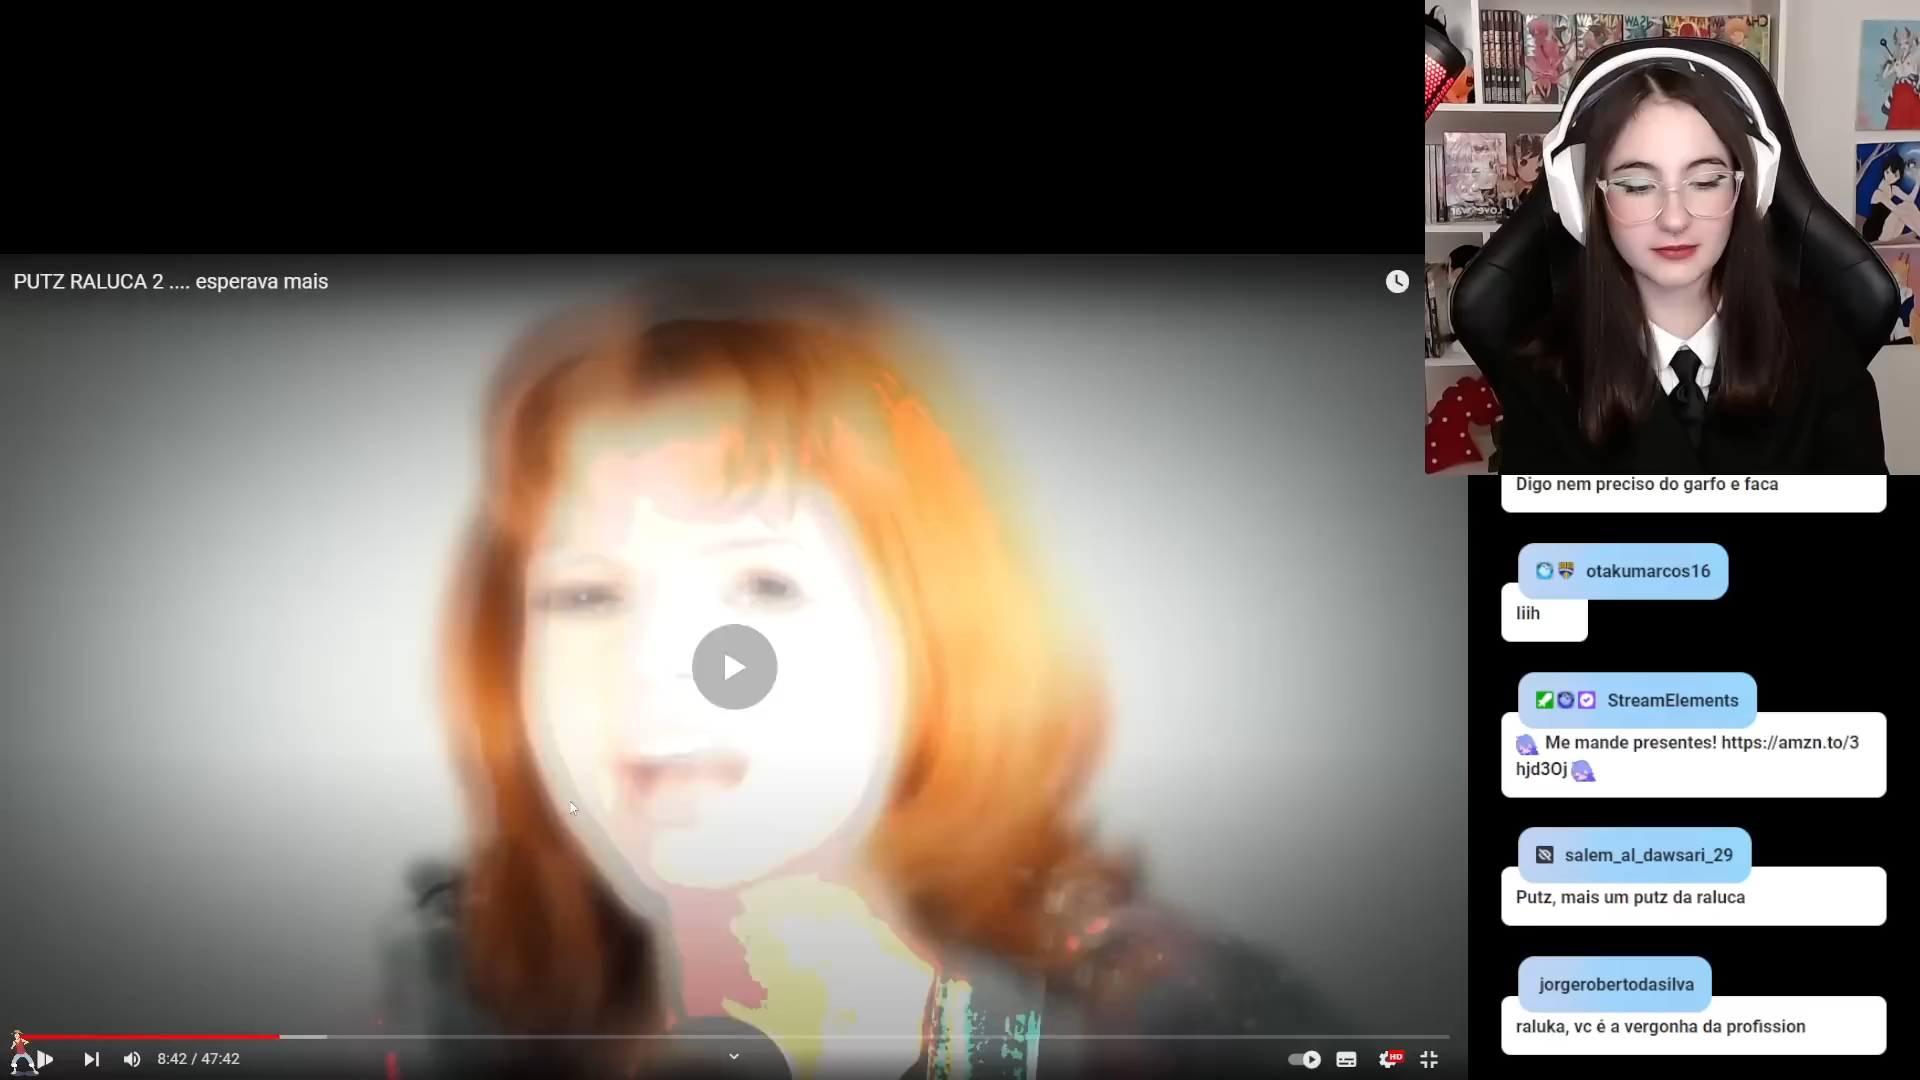 PUTZ RALUCA 2 .... esperava mais
Digo nem preciso do garfo e faca
otakumarcos16
Iiih
StreamElements
Me mande presentes! https://amzn.to/3
hjd3Oj
salem_al_dawsari_29
Putz, mais um putz da raluca
jorgerobertodasilva
raluka, vc é a vergonha da profission
8:42 / 47:42
HD